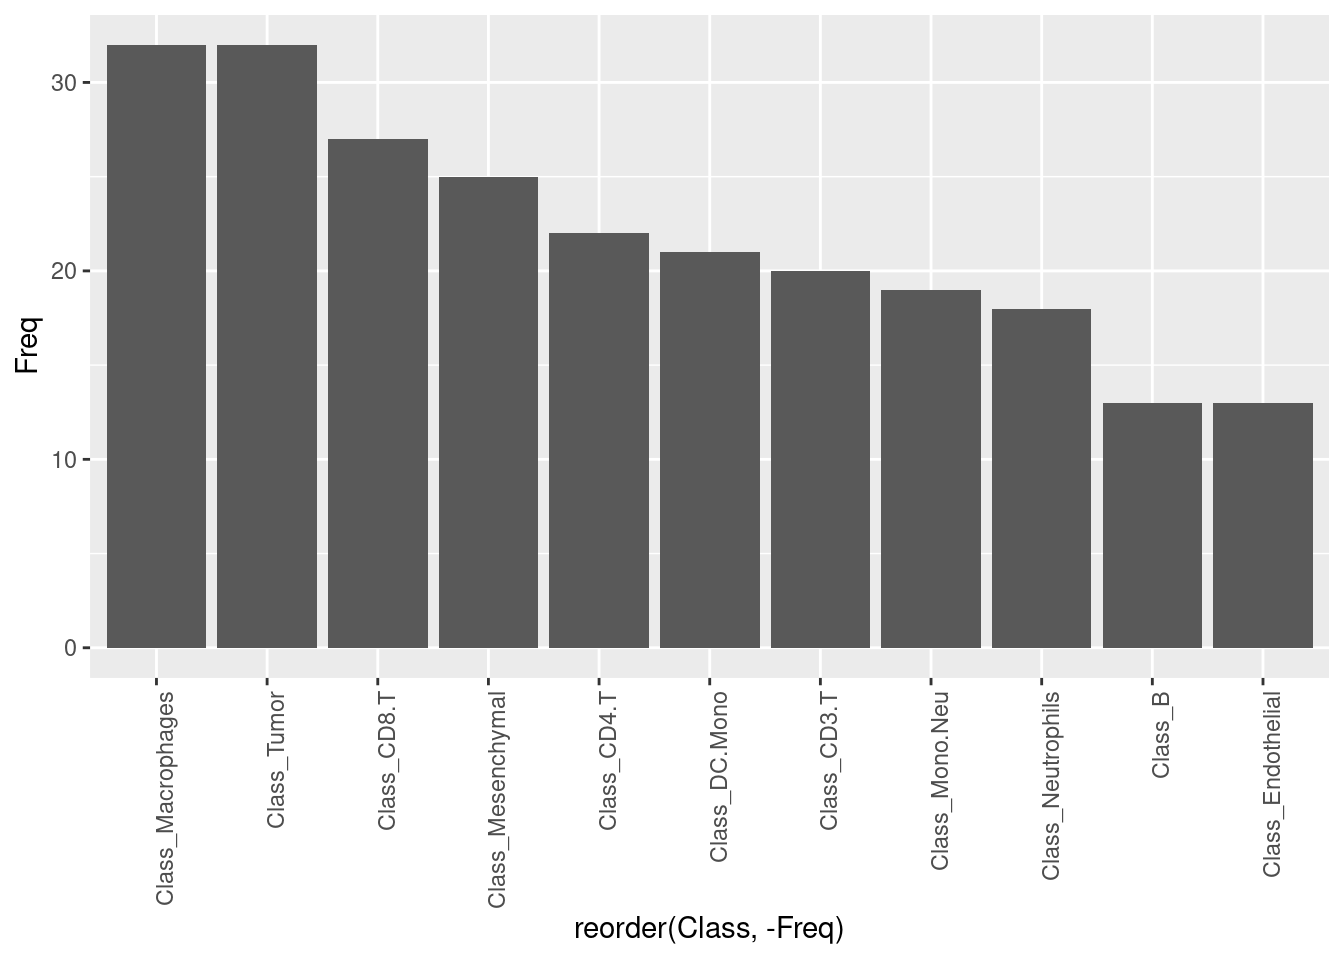 30
20
10
0
Freq
Class_Macrophages
Class_Tumor
Class_CD8.T
Class_Mesenchymal
Class_CD4.T
Class_DC.Mono
Class_CD3.T
Class_Mono.Neu
Class_Neutrophils
Class_B
Class_Endothelial
reorder(Class, -Freq)